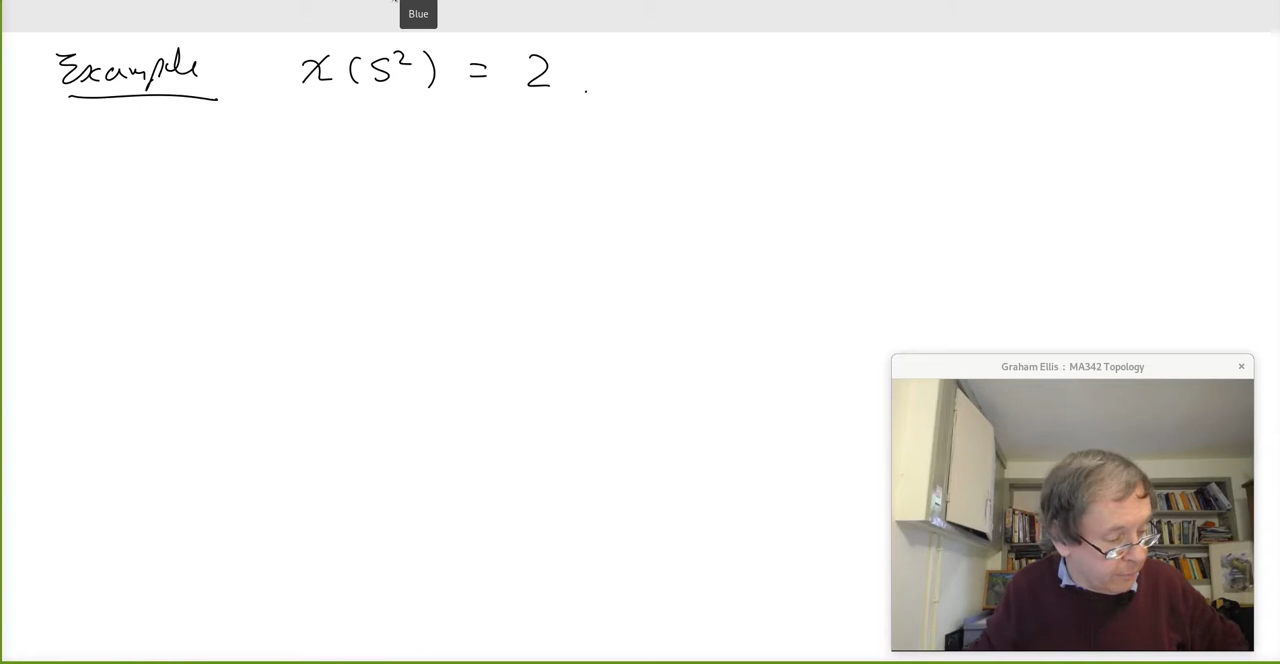 Blue
Example χ(S²) = 2
Graham Ellis : MA342 Topology ×